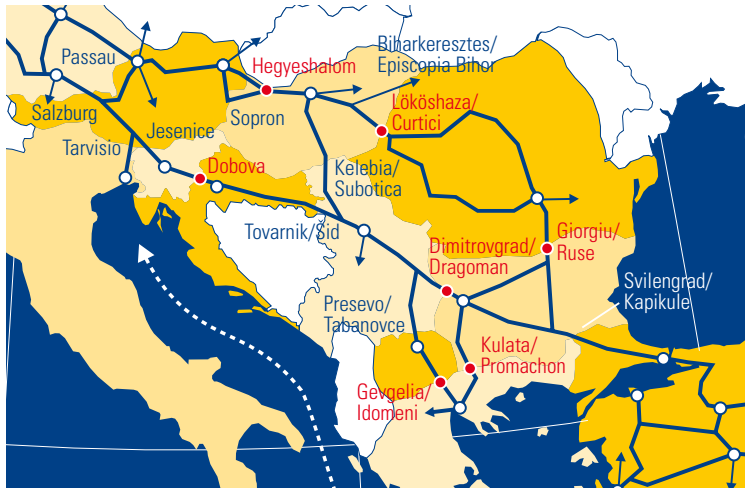 Passau
Biharkeresztes/
Episcopia Bihor
Hegyeshalom
Salzburg
Jesenice
Sopron
Lököshaza/
Curtici
Tarvisio
Dobova
Kelebia/
Subotica
Tovarnik/Šid
Dimitrovgrad/
Dragoman
Giorgiu/
Ruse
Svilengrad/
Kapikule
Presevo/
Tabanovce
Kulata/
Promachon
Gevgelia/
Idomeni